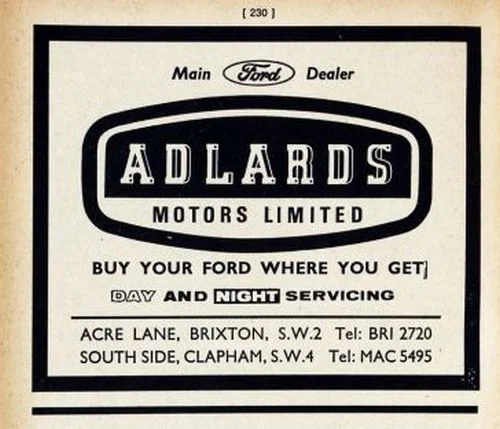 [ 230 ]
Main Ford Dealer
ADLARDS
MOTORS LIMITED
BUY YOUR FORD WHERE YOU GET
DAY AND NIGHT SERVICING
ACRE LANE, BRIXTON, S.W.2 Tel: BRI 2720
SOUTH SIDE, CLAPHAM, S.W.4 Tel: MAC 5495